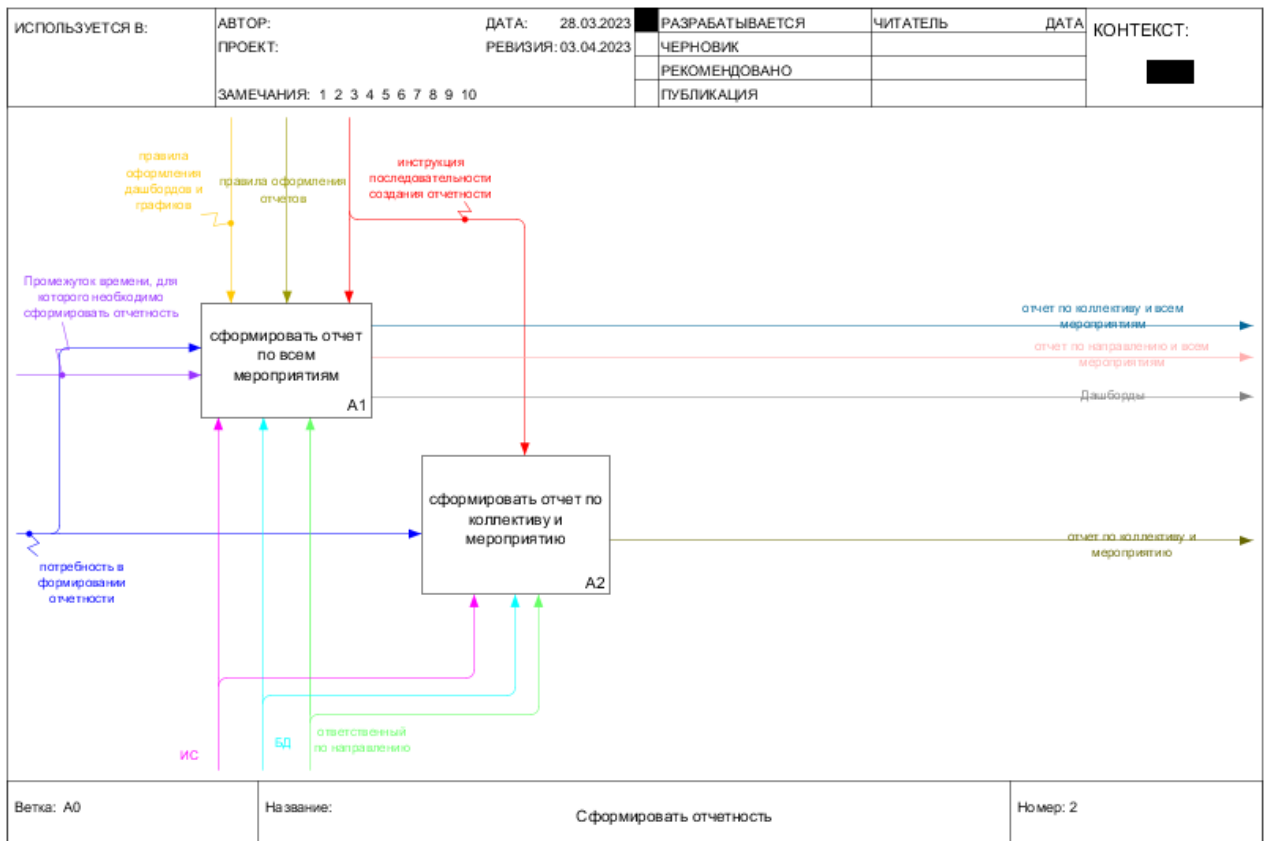 ИСПОЛЬЗУЕТСЯ В:
АВТОР:
ДАТА: 28.03.2023
ПРОЕКТ:
РЕВИЗИЯ: 03.04.2023
ЗАМЕЧАНИЯ: 1 2 3 4 5 6 7 8 9 10
РАЗРАБАТЫВАЕТСЯ
ЧЕРНОВИК
РЕКОМЕНДОВАНО
ПУБЛИКАЦИЯ
ЧИТАТЕЛЬ
ДАТА
КОНТЕКСТ:
правила
оформления
дашбордов и
графиков
правила оформления
отчетов
инструкция
последовательности
создания отчетности
Промежуток времени, для
которого необходимо
сформировать отчетность
сформировать отчет
по всем
мероприятиям
A1
отчет по коллективу и всем
мероприятиям
отчет по направлению и всем
мероприятиям
Дашборды
сформировать отчет по
коллективу и
мероприятию
A2
отчет по коллективу и
мероприятию
потребность в
формировании
отчетности
ИС
БД
ответственный
по направлению
Ветка: A0
Название:
Сформировать отчетность
Номер: 2